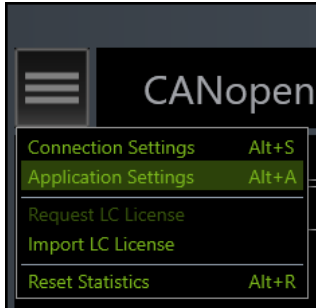 CANopen
Connection Settings Alt+S
Application Settings Alt+A
Request LC License
Import LC License
Reset Statistics Alt+R